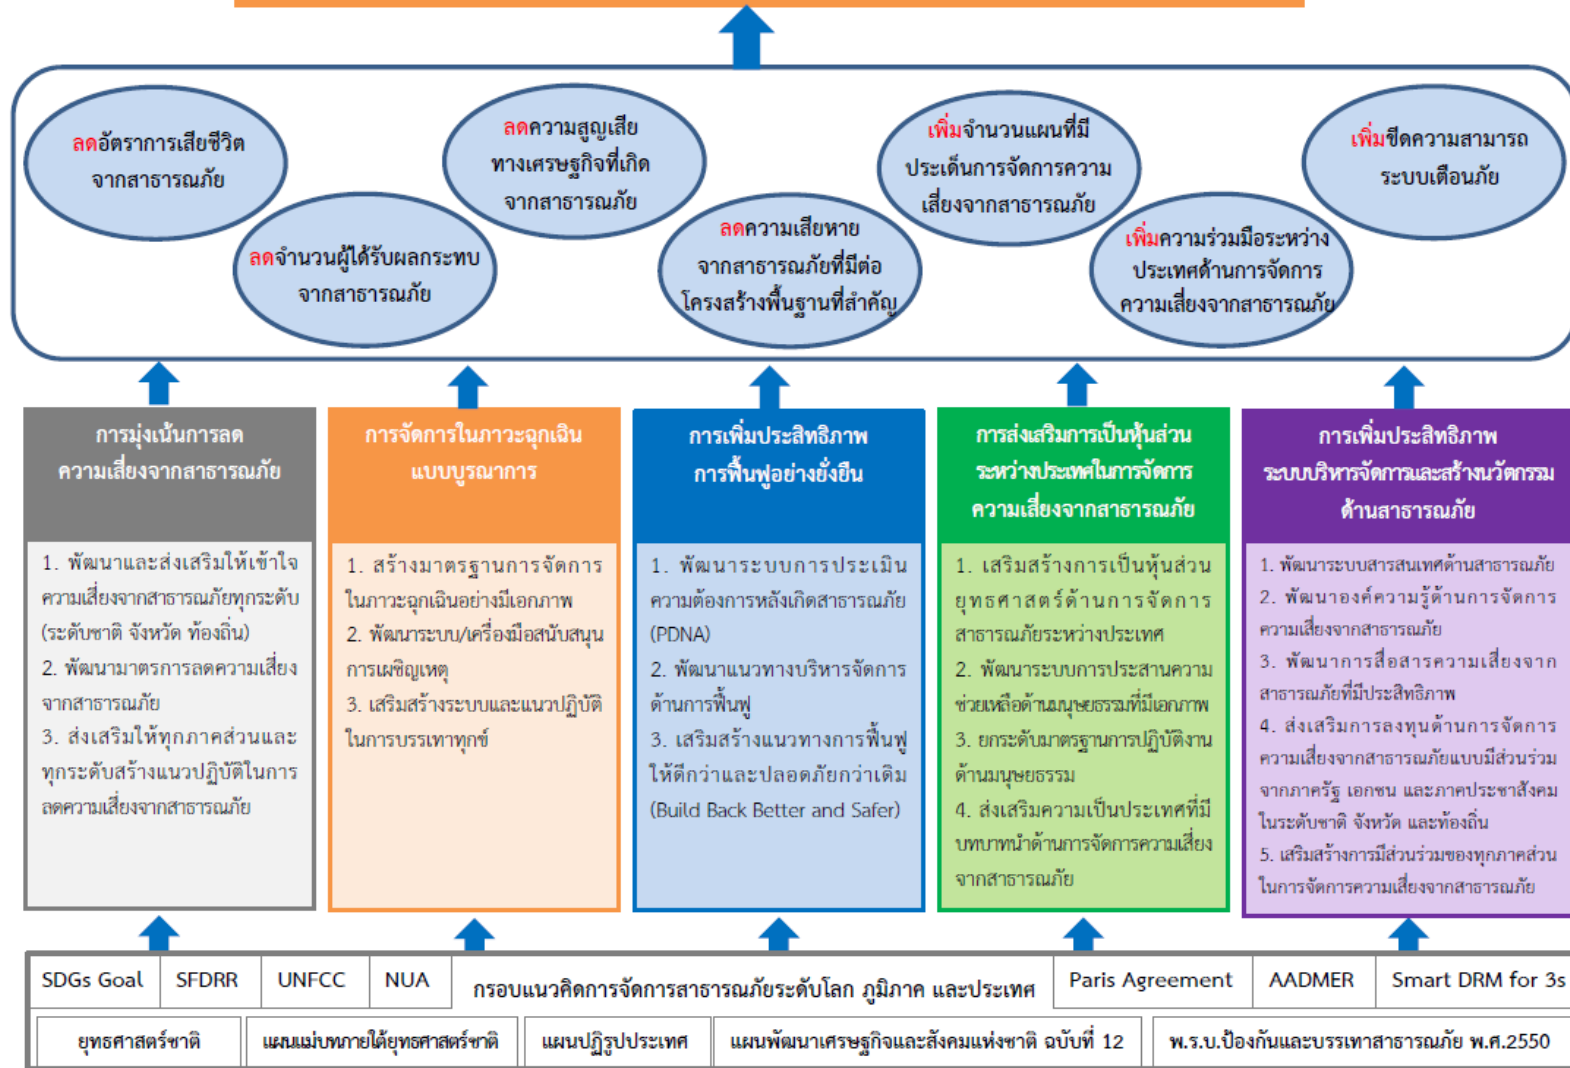 ลดอัตราการเสียชีวิต
จากสาธารณภัย
ลดความสูญเสีย
ทางเศรษฐกิจที่เกิด
จากสาธารณภัย
เพิ่มจำนวนแผนที่มี
ประเด็นการจัดการความ
เสี่ยงจากสาธารณภัย
เพิ่มขีดความสามารถ
ระบบเตือนภัย
ลดจำนวนผู้ได้รับผลกระทบ
จากสาธารณภัย
ลดความเสียหาย
จากสาธารณภัยที่มีต่อ
โครงสร้างพื้นฐานที่สำคัญ
เพิ่มความร่วมมือระหว่าง
ประเทศด้านการจัดการ
ความเสี่ยงจากสาธารณภัย
การมุ่งเน้นการลด
ความเสี่ยงจากสาธารณภัย
1. พัฒนาและส่งเสริมให้เข้าใจ
ความเสี่ยงจากสาธารณภัยทุกระดับ
(ระดับชาติ จังหวัด ท้องถิ่น)
2. พัฒนามาตรการลดความเสี่ยง
จากสาธารณภัย
3. ส่งเสริมให้ทุกภาคส่วนและ
ทุกระดับสร้างแนวปฏิบัติในการ
ลดความเสี่ยงจากสาธารณภัย
การจัดการในภาวะฉุกเฉิน
แบบบูรณาการ
1. สร้างมาตรฐานการจัดการ
ในภาวะฉุกเฉินอย่างมีเอกภาพ
2. พัฒนาระบบ/เครื่องมือสนับสนุน
การเผชิญเหตุ
3. เสริมสร้างระบบและแนวปฏิบัติ
ในการบรรเทาทุกข์
การเพิ่มประสิทธิภาพ
การฟื้นฟูอย่างยั่งยืน
1. พัฒนาระบบการประเมิน
ความต้องการหลังเกิดสาธารณภัย
(PDNA)
2. พัฒนาแนวทางบริหารจัดการ
ด้านการฟื้นฟู
3. เสริมสร้างแนวทางการฟื้นฟู
ให้ดีกว่าและปลอดภัยกว่าเดิม
(Build Back Better and Safer)
การส่งเสริมการเป็นหุ้นส่วน
ระหว่างประเทศในการจัดการ
ความเสี่ยงจากสาธารณภัย
1. เสริมสร้างการเป็นหุ้นส่วน
ยุทธศาสตร์ด้านการจัดการ
สาธารณภัยระหว่างประเทศ
2. พัฒนาระบบการประสานความ
ช่วยเหลือด้านมนุษยธรรมที่มีเอกภาพ
3. ยกระดับมาตรฐานการปฏิบัติงาน
ด้านมนุษยธรรม
4. ส่งเสริมความเป็นประเทศที่มี
บทบาทนำด้านการจัดการความเสี่ยง
จากสาธารณภัย
การเพิ่มประสิทธิภาพ
ระบบบริหารจัดการและสร้างนวัตกรรม
ด้านสาธารณภัย
1. พัฒนาระบบสารสนเทศด้านสาธารณภัย
2. พัฒนาองค์ความรู้ด้านการจัดการ
ความเสี่ยงจากสาธารณภัย
3. พัฒนาการสื่อสารความเสี่ยงจาก
สาธารณภัยที่มีประสิทธิภาพ
4. ส่งเสริมการลงทุนด้านการจัดการ
ความเสี่ยงจากสาธารณภัยแบบมีส่วนร่วม
จากภาครัฐ เอกชน และภาคประชาสังคม
ในระดับชาติ จังหวัด และท้องถิ่น
5. เสริมสร้างการมีส่วนร่วมของทุกภาคส่วน
ในการจัดการความเสี่ยงจากสาธารณภัย
SDGs Goal SFDRR UNFCC NUA กรอบแนวคิดการจัดการสาธารณภัยระดับโลก ภูมิภาค และประเทศ Paris Agreement AADMER Smart DRM for 3s
ยุทธศาสตร์ชาติ แผนแม่บทภายใต้ยุทธศาสตร์ชาติ แผนปฏิรูปประเทศ แผนพัฒนาเศรษฐกิจและสังคมแห่งชาติ ฉบับที่ 12 พ.ร.บ.ป้องกันและบรรเทาสาธารณภัย พ.ศ.2550